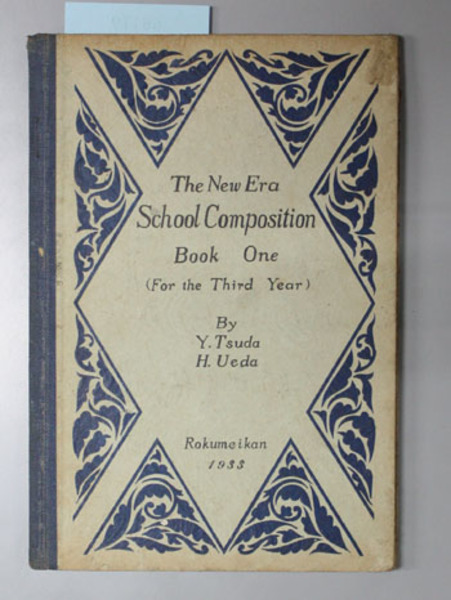 The New Era
School Composition
Book One
(For the Third Year)
By
Y. Tsuda
H. Ueda
Rokumeikan
1933